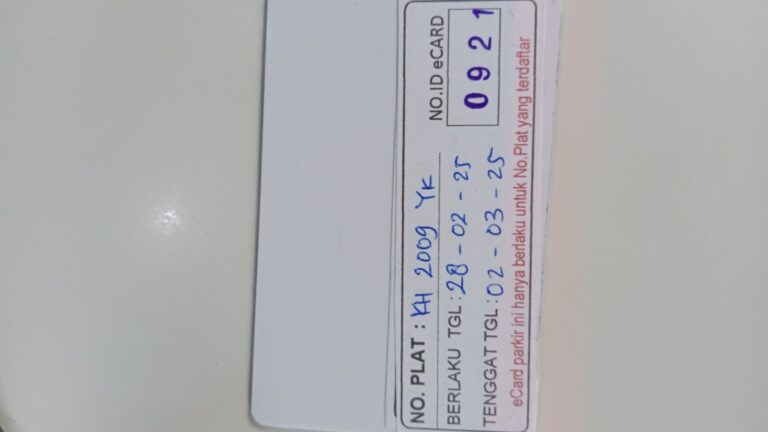 NO. PLAT : KH 2009 YK
NO.ID eCARD
BERLAKU TGL : 28 - 02 - 25
0921
TENGGAT TGL : 02 - 03 - 25
eCard parkir ini hanya berlaku untuk No.Plat yang terdaftar